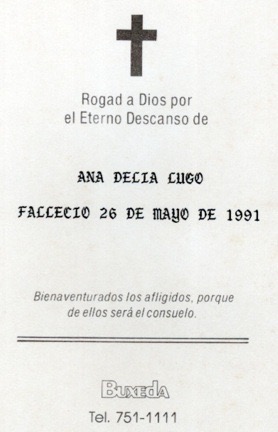 Rogad a Dios por
el Eterno Descanso de
ANA DELIA LUGO
FALLECIO 26 DE MAYO DE 1991
Bienaventurados los afligidos, porque
de ellos será el consuelo.
BUXEDA
Tel. 751-1111